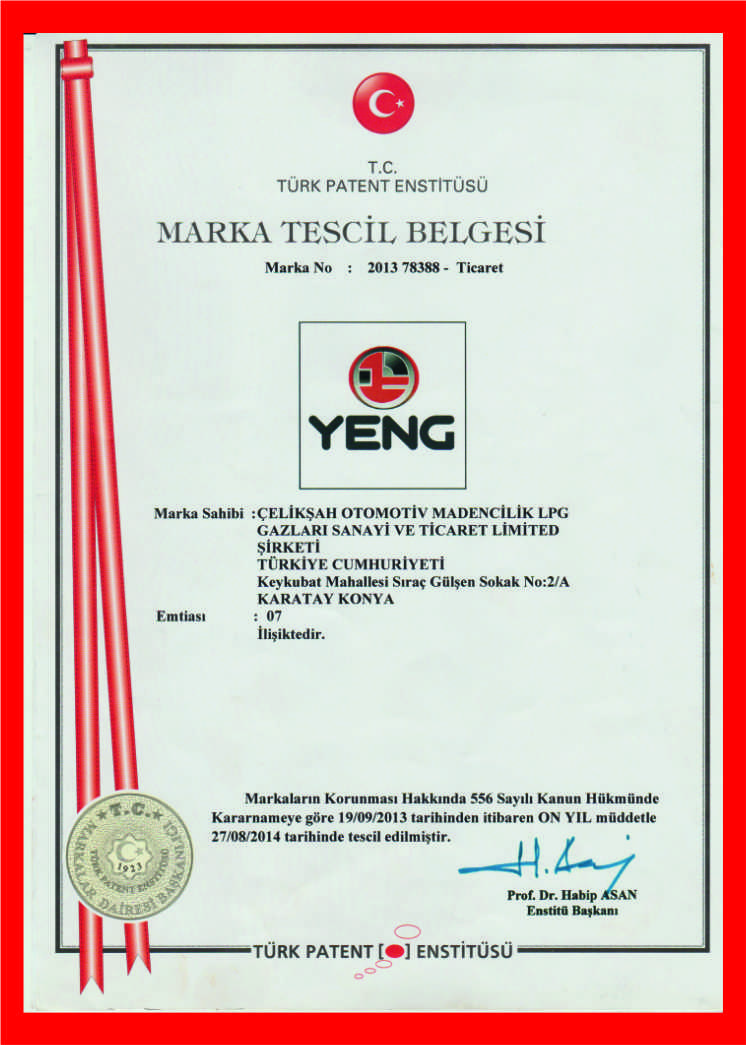 T.C.
TÜRK PATENT ENSTİTÜSÜ
MARKA TESCİL BELGESİ
Marka No : 2013 78388 - Ticaret
YENG
Marka Sahibi :ÇELİKŞAH OTOMOTİV MADENCİLİK LPG
GAZLARI SANAYİ VE TİCARET LİMİTED
ŞİRKETİ
TÜRKİYE CUMHURİYETİ
Keykubat Mahallesi Sıraç Gülşen Sokak No:2/A
KARATAY KONYA
Emtiası : 07
İlişiktedir.
Markaların Korunması Hakkında 556 Sayılı Kanun Hükmünde
Kararnameye göre 19/09/2013 tarihinden itibaren ON YIL müddetle
27/08/2014 tarihinde tescil edilmiştir.
H. Asan
Prof. Dr. Habip ASAN
Enstitü Başkanı
T.C.
MARKALAR DAİRESİ BAŞKANLIĞI
TÜRK PATENT ENSTİTÜSÜ
1923
TÜRK PATENT [ ] ENSTİTÜSÜ